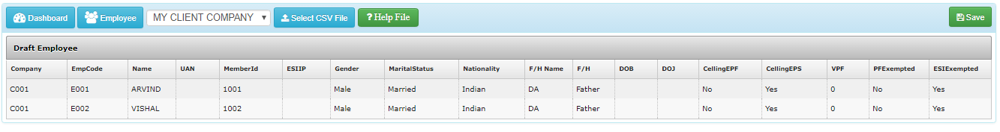 Dashboard Employee MY CLIENT COMPANY Select CSV File ? Help File Save
Draft Employee
Company EmpCode Name UAN MemberId ESIIP Gender MaritalStatus Nationality F/H Name F/H DOB DOJ CellingEPF CellingEPS VPF PFExempted ESIExempted
C001 E001 ARVIND 1001 Male Married Indian DA Father No Yes 0 No Yes
C001 E002 VISHAL 1002 Male Married Indian DA Father No Yes 0 No Yes